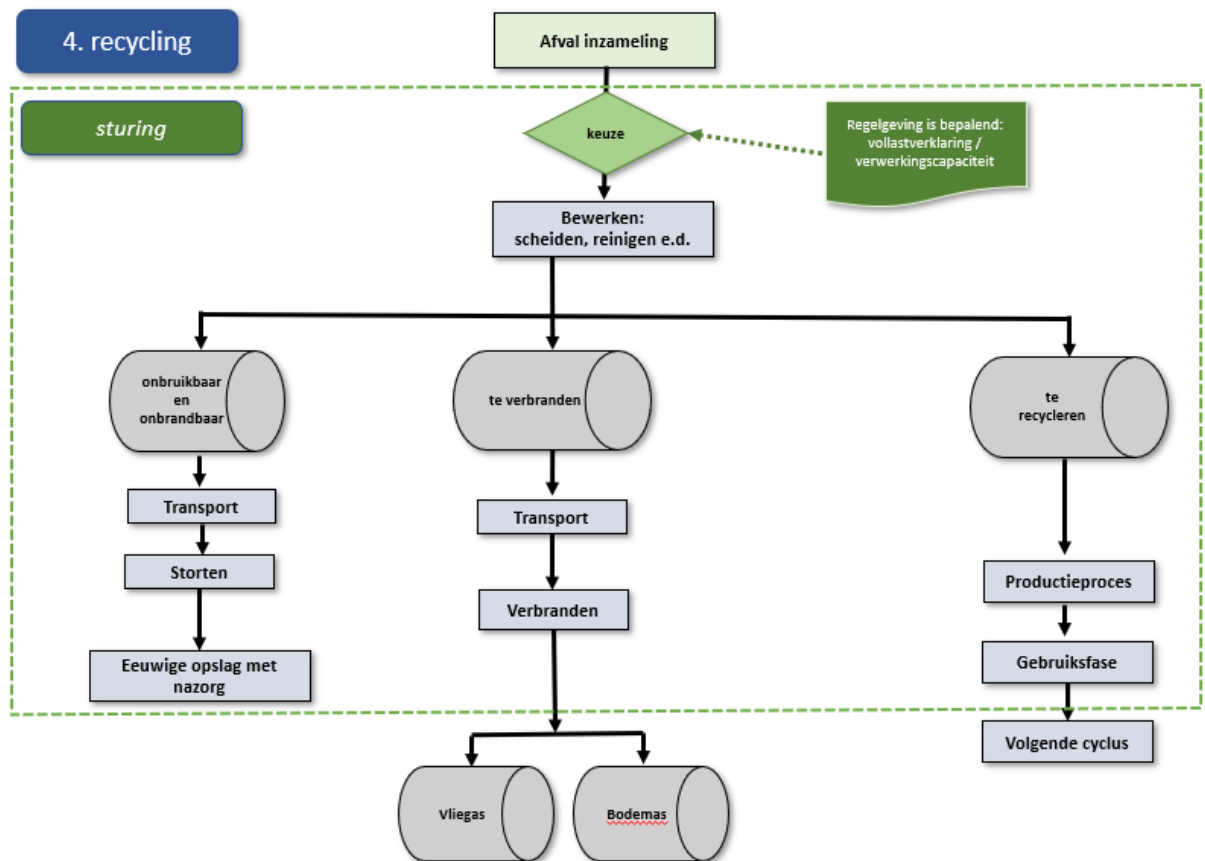 4. recycling
Afval inzameling
sturing
keuze
Regelgeving is bepalend:
vollastverklaring /
verwerkingscapaciteit
Bewerken:
scheiden, reinigen e.d.
onbruikbaar
en
onbrandbaar
te verbranden
te
recycleren
Transport
Transport
Storten
Productieproces
Verbranden
Eeuwige opslag met
nazorg
Gebruiksfase
Volgende cyclus
Vliegas
Bodemas